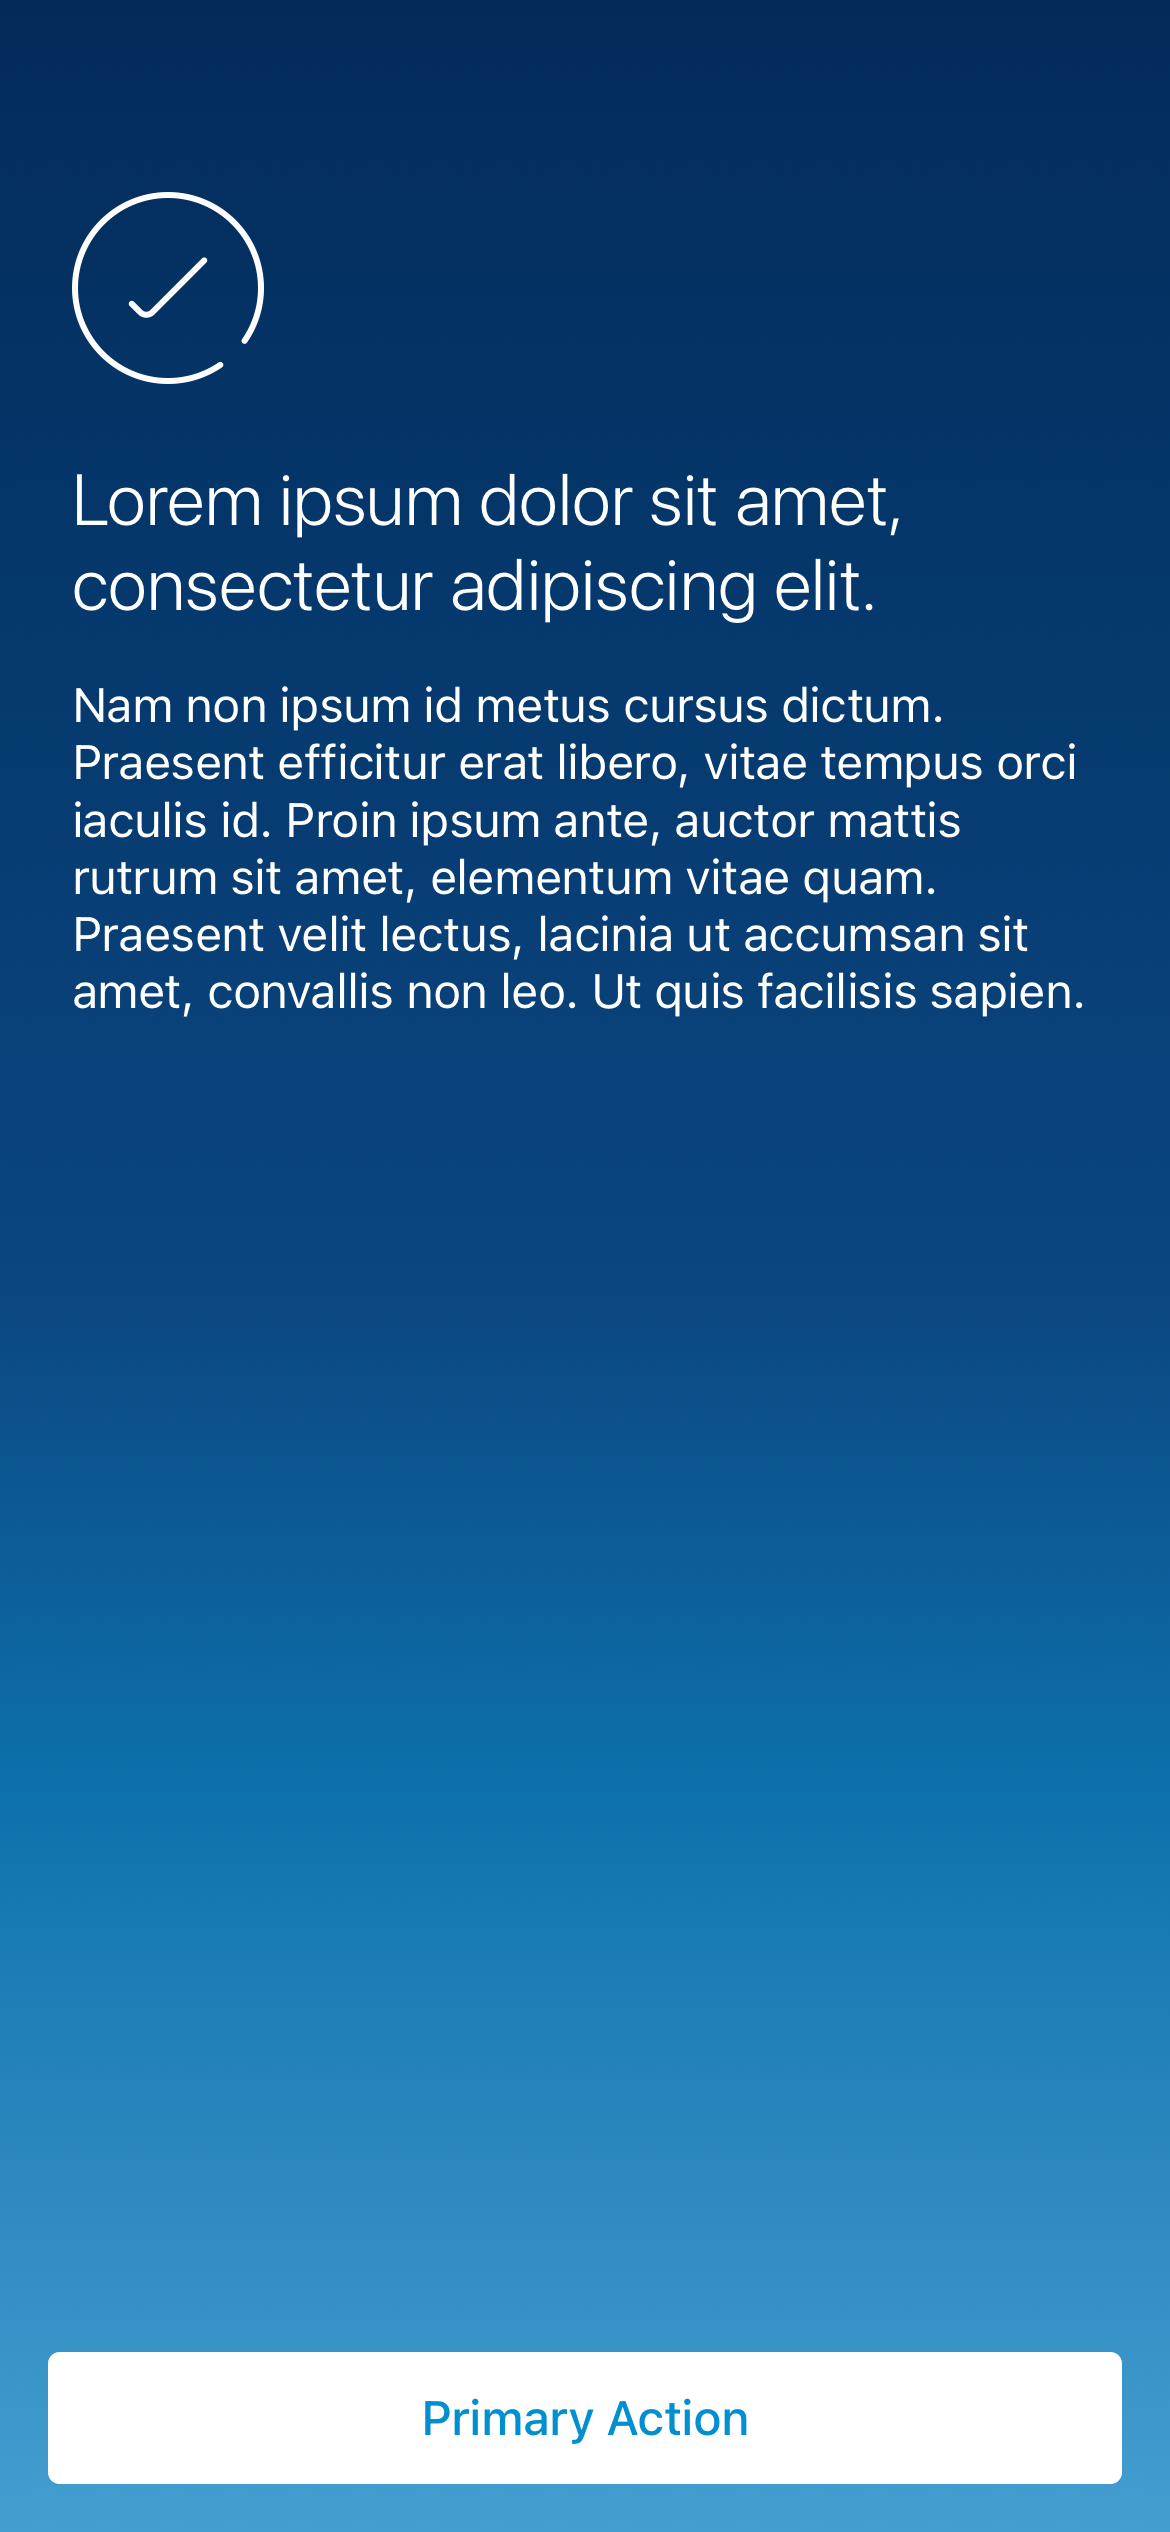 Lorem ipsum dolor sit amet,
consectetur adipiscing elit.
Nam non ipsum id metus cursus dictum.
Praesent efficitur erat libero, vitae tempus orci
iaculis id. Proin ipsum ante, auctor mattis
rutrum sit amet, elementum vitae quam.
Praesent velit lectus, lacinia ut accumsan sit
amet, convallis non leo. Ut quis facilisis sapien.
Primary Action